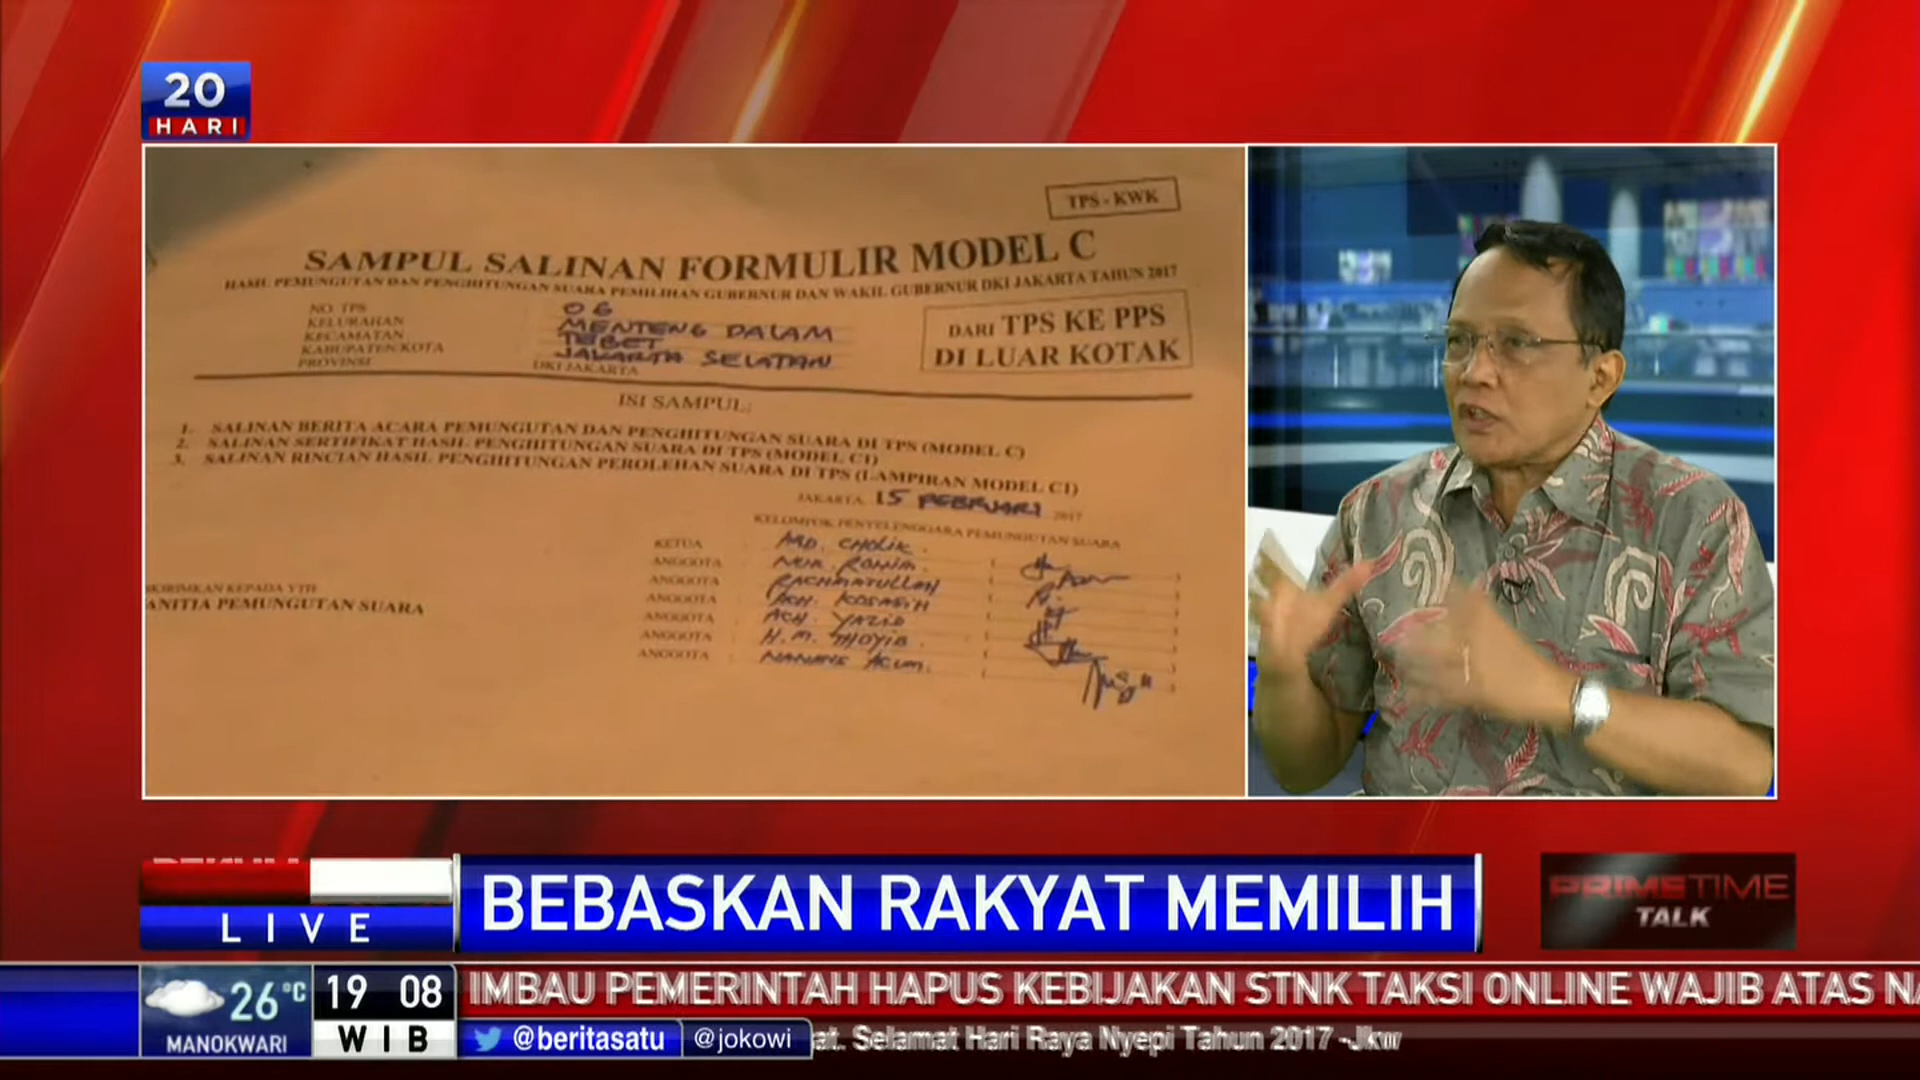 20
HARI
TPS - KWK
SAMPUL SALINAN FORMULIR MODEL C
HASIL PEMUNGUTAN DAN PENGHITUNGAN SUARA PEMILIHAN GUBERNUR DAN WAKIL GUBERNUR DKI JAKARTA TAHUN 2017
NO TPS 06
KELURAHAN MENTENG DALAM
KECAMATAN TEBET
KABUPATEN/KOTA JAKARTA SELATAN
PROVINSI DKI JAKARTA
DARI TPS KE PPS
DI LUAR KOTAK
ISI SAMPUL:
1. SALINAN BERITA ACARA PEMUNGUTAN DAN PENGHITUNGAN SUARA DI TPS (MODEL C)
2. SALINAN SERTIFIKAT HASIL PENGHITUNGAN SUARA DI TPS (MODEL C1)
3. SALINAN RINCIAN HASIL PENGHITUNGAN PEROLEHAN SUARA DI TPS (LAMPIRAN MODEL C1)
JAKARTA, 15 FEBRUARI 2017
KELOMPOK PENYELENGGARA PEMUNGUTAN SUARA
KETUA : MD. CHOLIK
ANGGOTA : NUR
ANGGOTA : RACHMATULLOH
ANGGOTA : ACH. KOSASIH
ANGGOTA : ACH. YAZID
ANGGOTA : H.M. THOYIB
ANGGOTA : NANANG
KIRIMKAN KEPADA YTH
ANITIA PEMUNGUTAN SUARA
LIVE
BEBASKAN RAKYAT MEMILIH
PRIMETIME
TALK
26°C
MANOKWARI
19 08
WIB
IMBAU PEMERINTAH HAPUS KEBIJAKAN STNK TAKSI ONLINE WAJIB ATAS NA
@beritasatu @jokowi at. Selamat Hari Raya Nyepi Tahun 2017 -Jkw